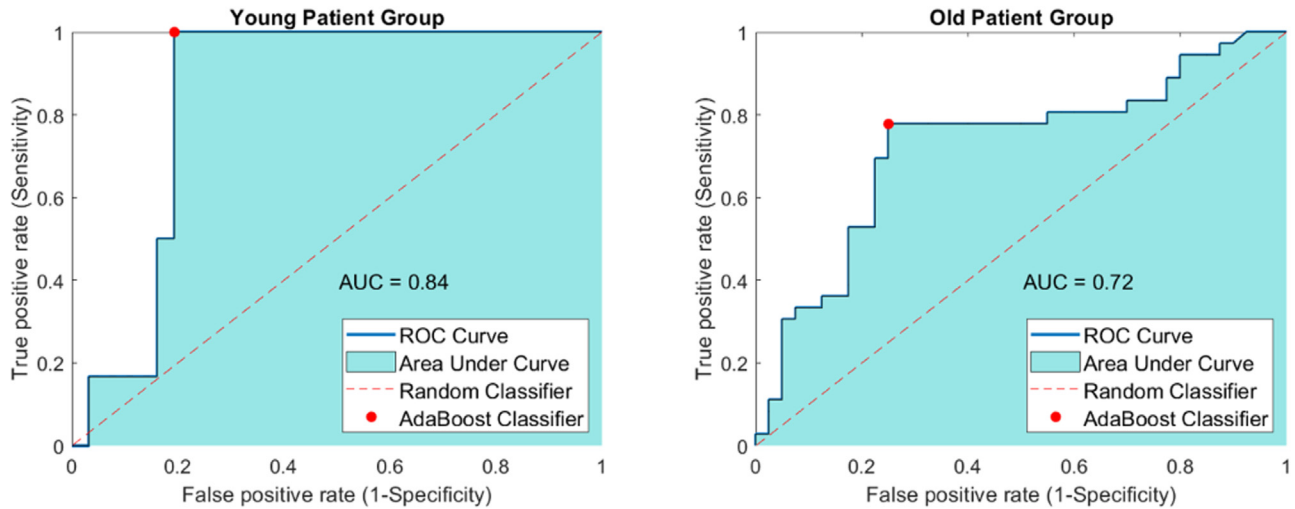 Young Patient Group
1
0.8
0.6
0.4
0.2
0
True positive rate (Sensitivity)
AUC = 0.84
ROC Curve
Area Under Curve
Random Classifier
AdaBoost Classifier
0 0.2 0.4 0.6 0.8 1
False positive rate (1-Specificity)
Old Patient Group
1
0.8
0.6
0.4
0.2
0
True positive rate (Sensitivity)
AUC = 0.72
ROC Curve
Area Under Curve
Random Classifier
AdaBoost Classifier
0 0.2 0.4 0.6 0.8 1
False positive rate (1-Specificity)